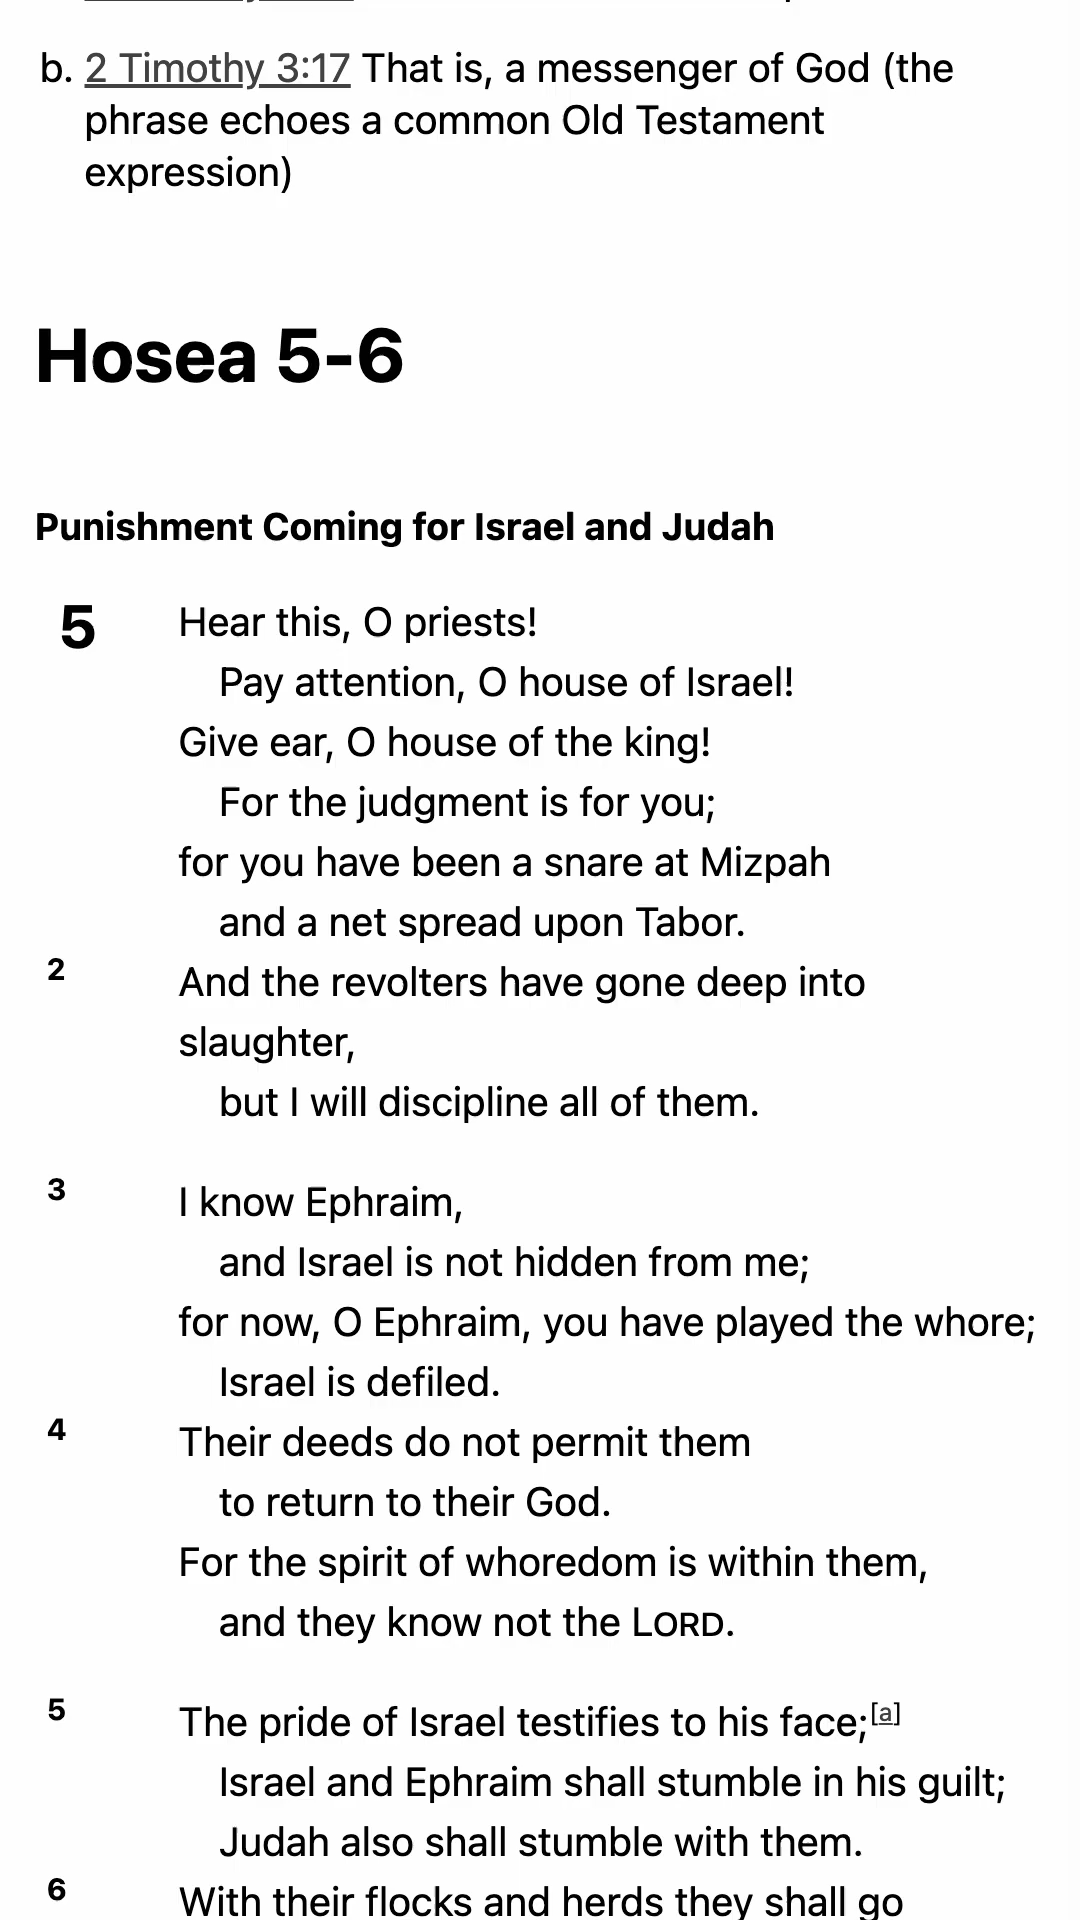 b. 2 Timothy 3:17 That is, a messenger of God (the
phrase echoes a common Old Testament
expression)
Hosea 5-6
Punishment Coming for Israel and Judah
5 Hear this, O priests!
Pay attention, O house of Israel!
Give ear, O house of the king!
For the judgment is for you;
for you have been a snare at Mizpah
and a net spread upon Tabor.
2 And the revolters have gone deep into
slaughter,
but I will discipline all of them.
3 I know Ephraim,
and Israel is not hidden from me;
for now, O Ephraim, you have played the whore;
Israel is defiled.
4 Their deeds do not permit them
to return to their God.
For the spirit of whoredom is within them,
and they know not the LORD.
5 The pride of Israel testifies to his face;[a]
Israel and Ephraim shall stumble in his guilt;
Judah also shall stumble with them.
6 With their flocks and herds they shall go